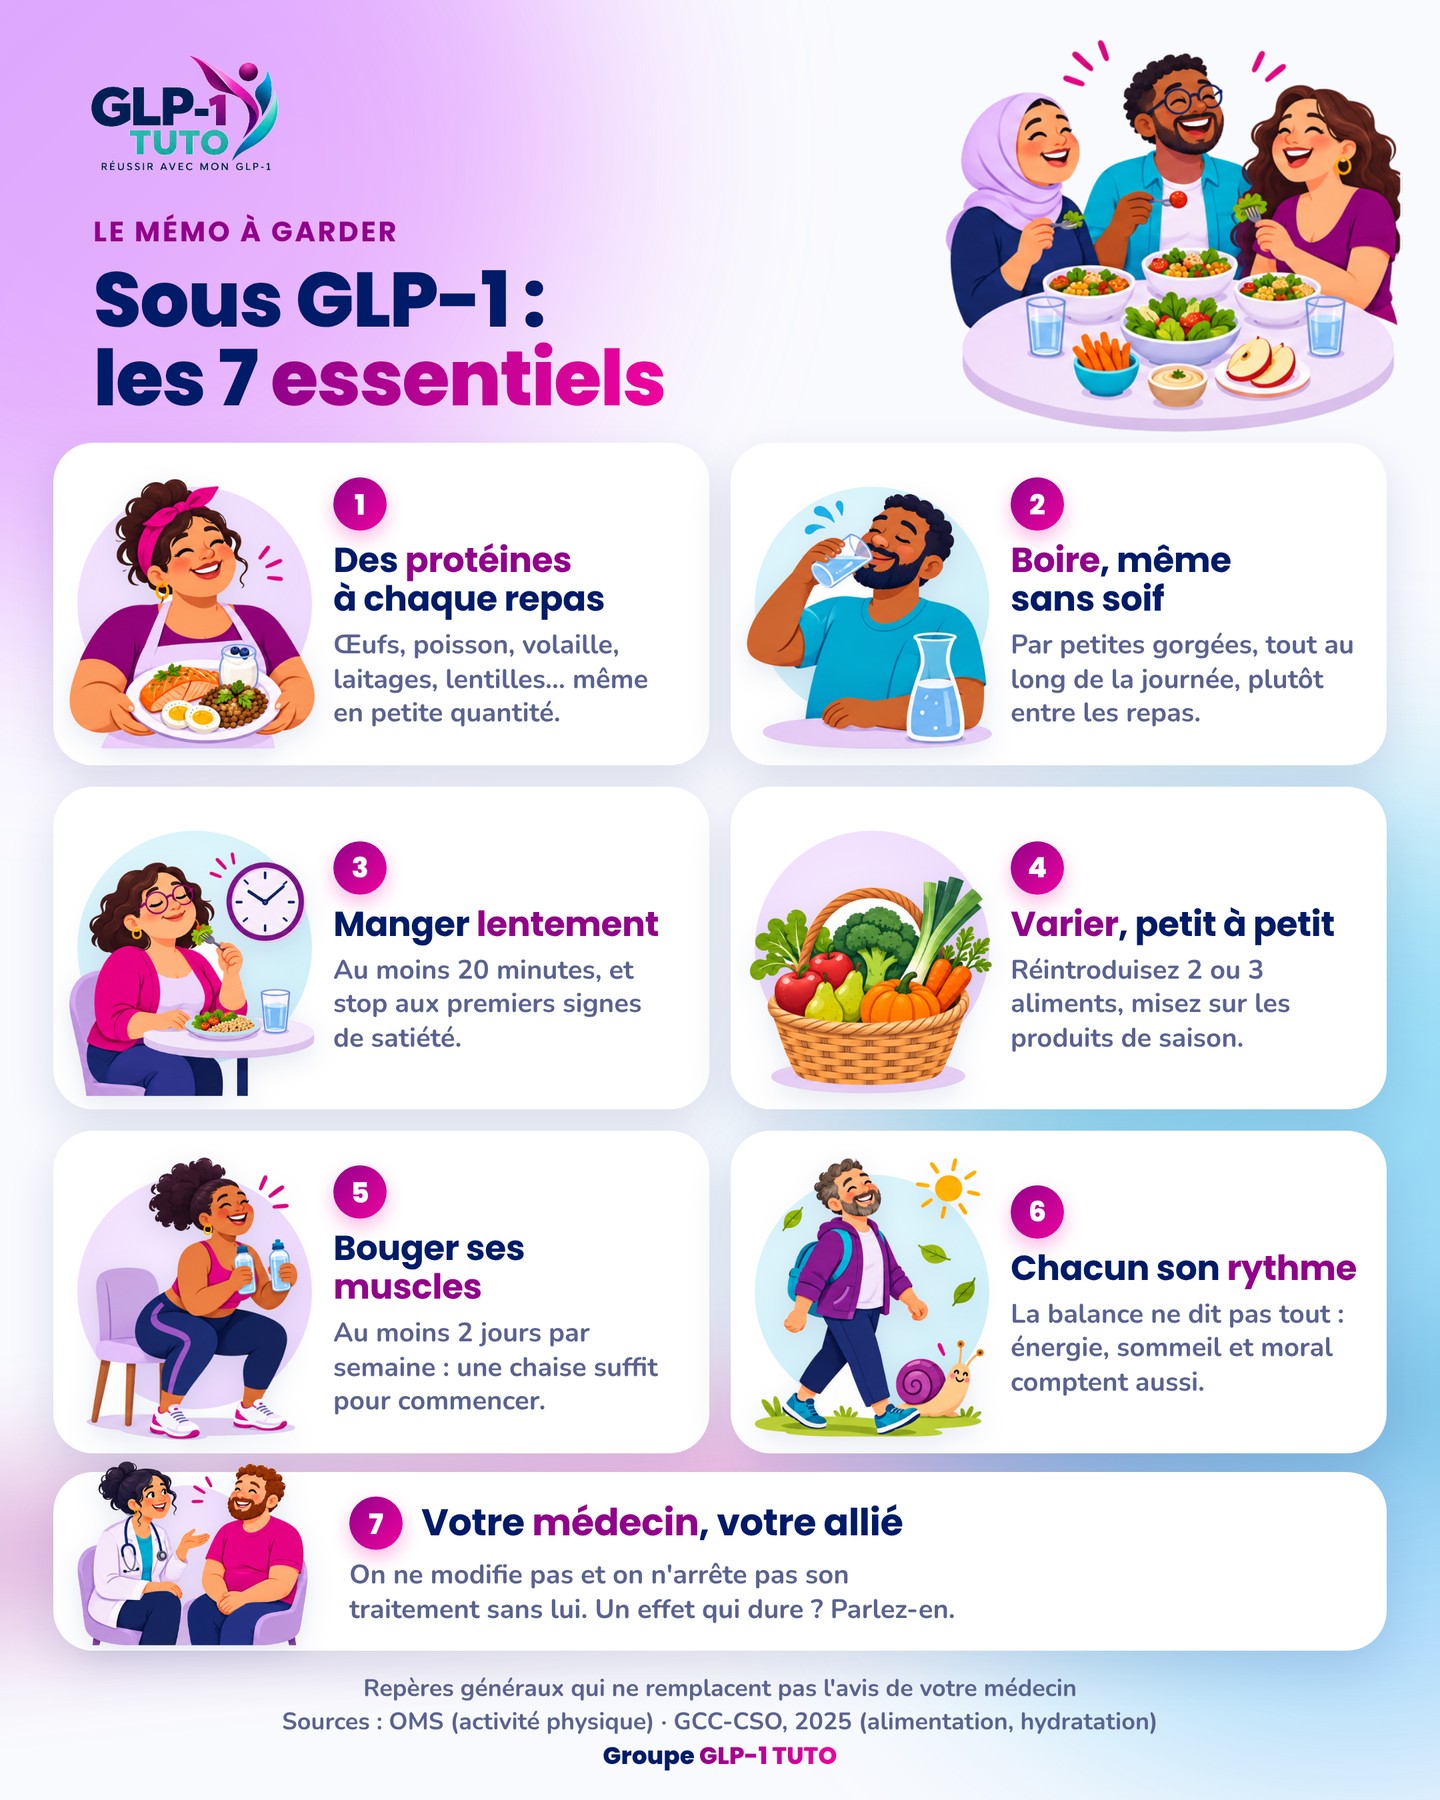 GLP-1
TUTO
RÉUSSIR AVEC MON GLP-1
LE MÉMO À GARDER
Sous GLP-1 :
les 7 essentiels
1
Des protéines
à chaque repas
Œufs, poisson, volaille,
laitages, lentilles... même
en petite quantité.
2
Boire, même
sans soif
Par petites gorgées, tout au
long de la journée, plutôt
entre les repas.
3
Manger lentement
Au moins 20 minutes, et
stop aux premiers signes
de satiété.
4
Varier, petit à petit
Réintroduisez 2 ou 3
aliments, misez sur les
produits de saison.
5
Bouger ses
muscles
Au moins 2 jours par
semaine : une chaise suffit
pour commencer.
6
Chacun son rythme
La balance ne dit pas tout :
énergie, sommeil et moral
comptent aussi.
7
Votre médecin, votre allié
On ne modifie pas et on n'arrête pas son
traitement sans lui. Un effet qui dure ? Parlez-en.
Repères généraux qui ne remplacent pas l'avis de votre médecin
Sources : OMS (activité physique) · GCC-CSO, 2025 (alimentation, hydratation)
Groupe GLP-1 TUTO